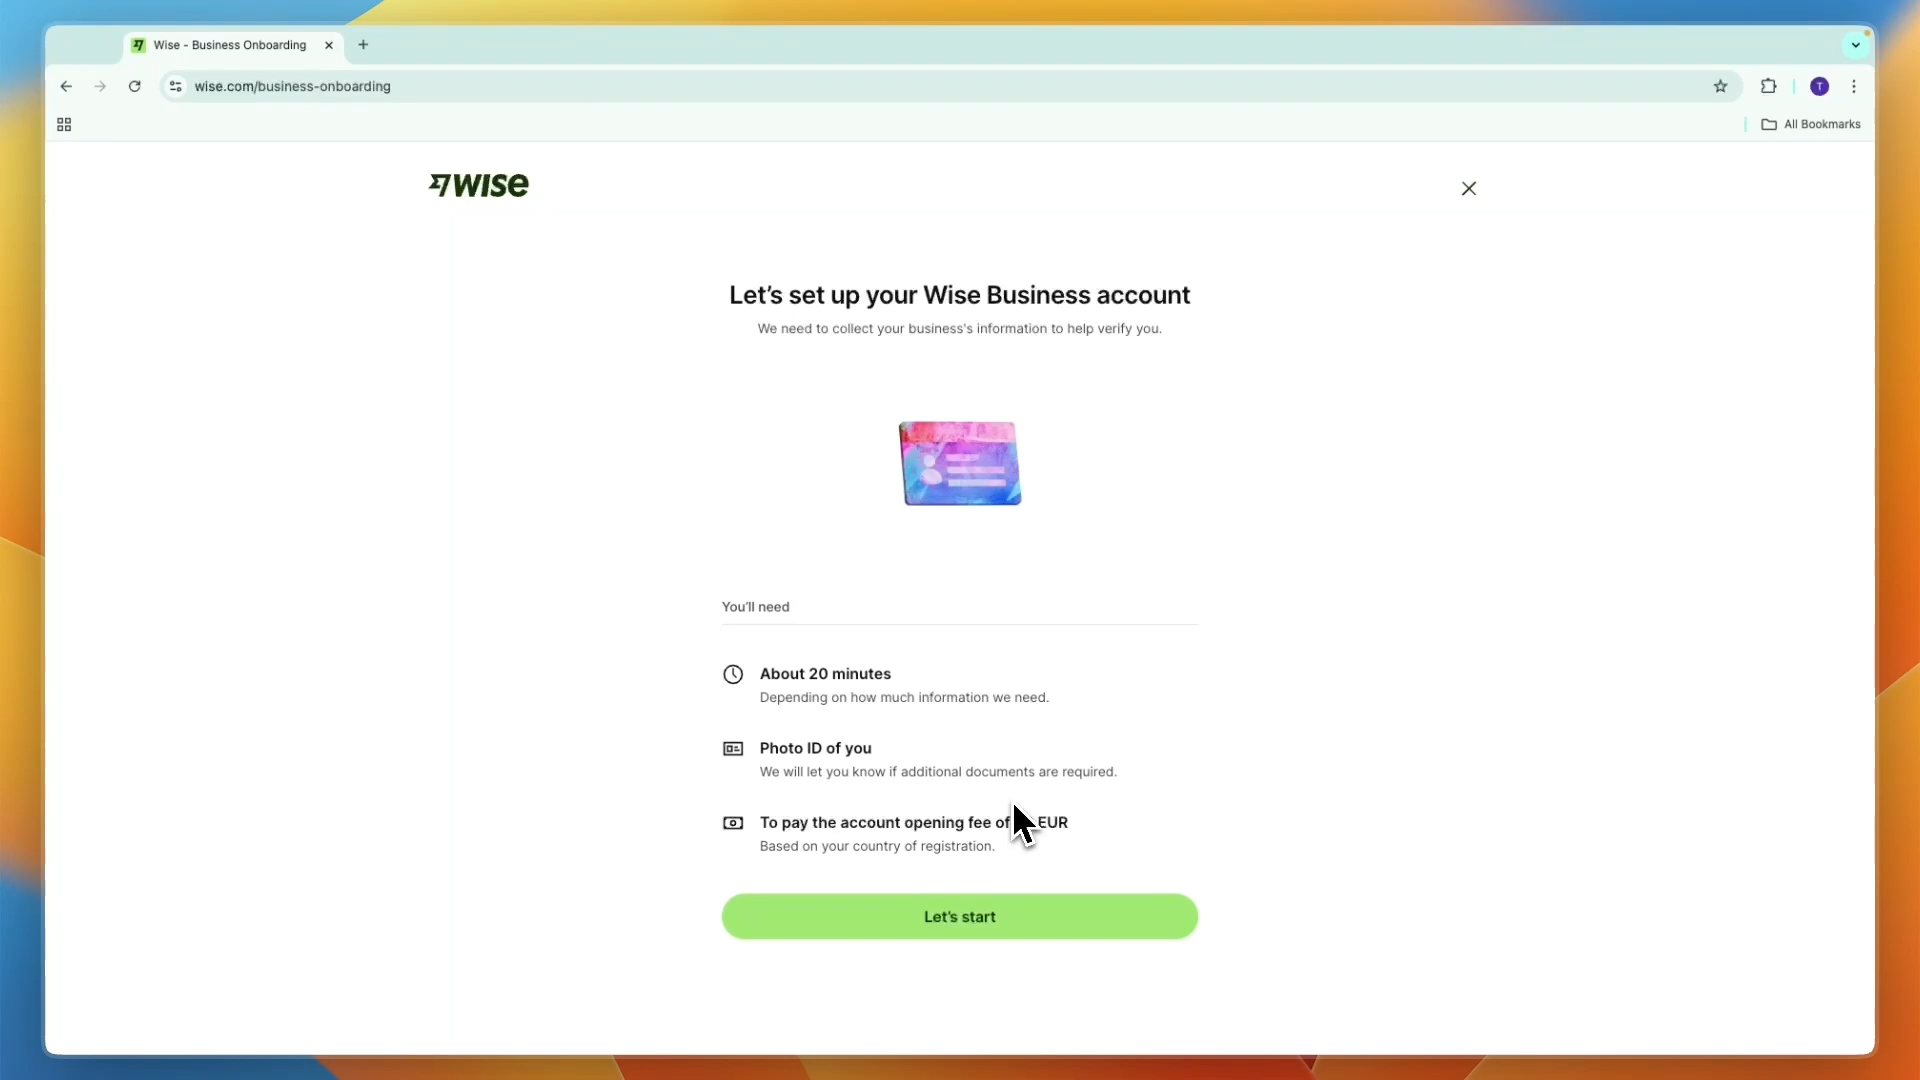 Wise - Business Onboarding
wise.com/business-onboarding
T
All Bookmarks
WISE
Let's set up your Wise Business account
We need to collect your business's information to help verify you.
You'll need
About 20 minutes
Depending on how much information we need.
Photo ID of you
We will let you know if additional documents are required.
To pay the account opening fee of EUR
Based on your country of registration.
Let's start